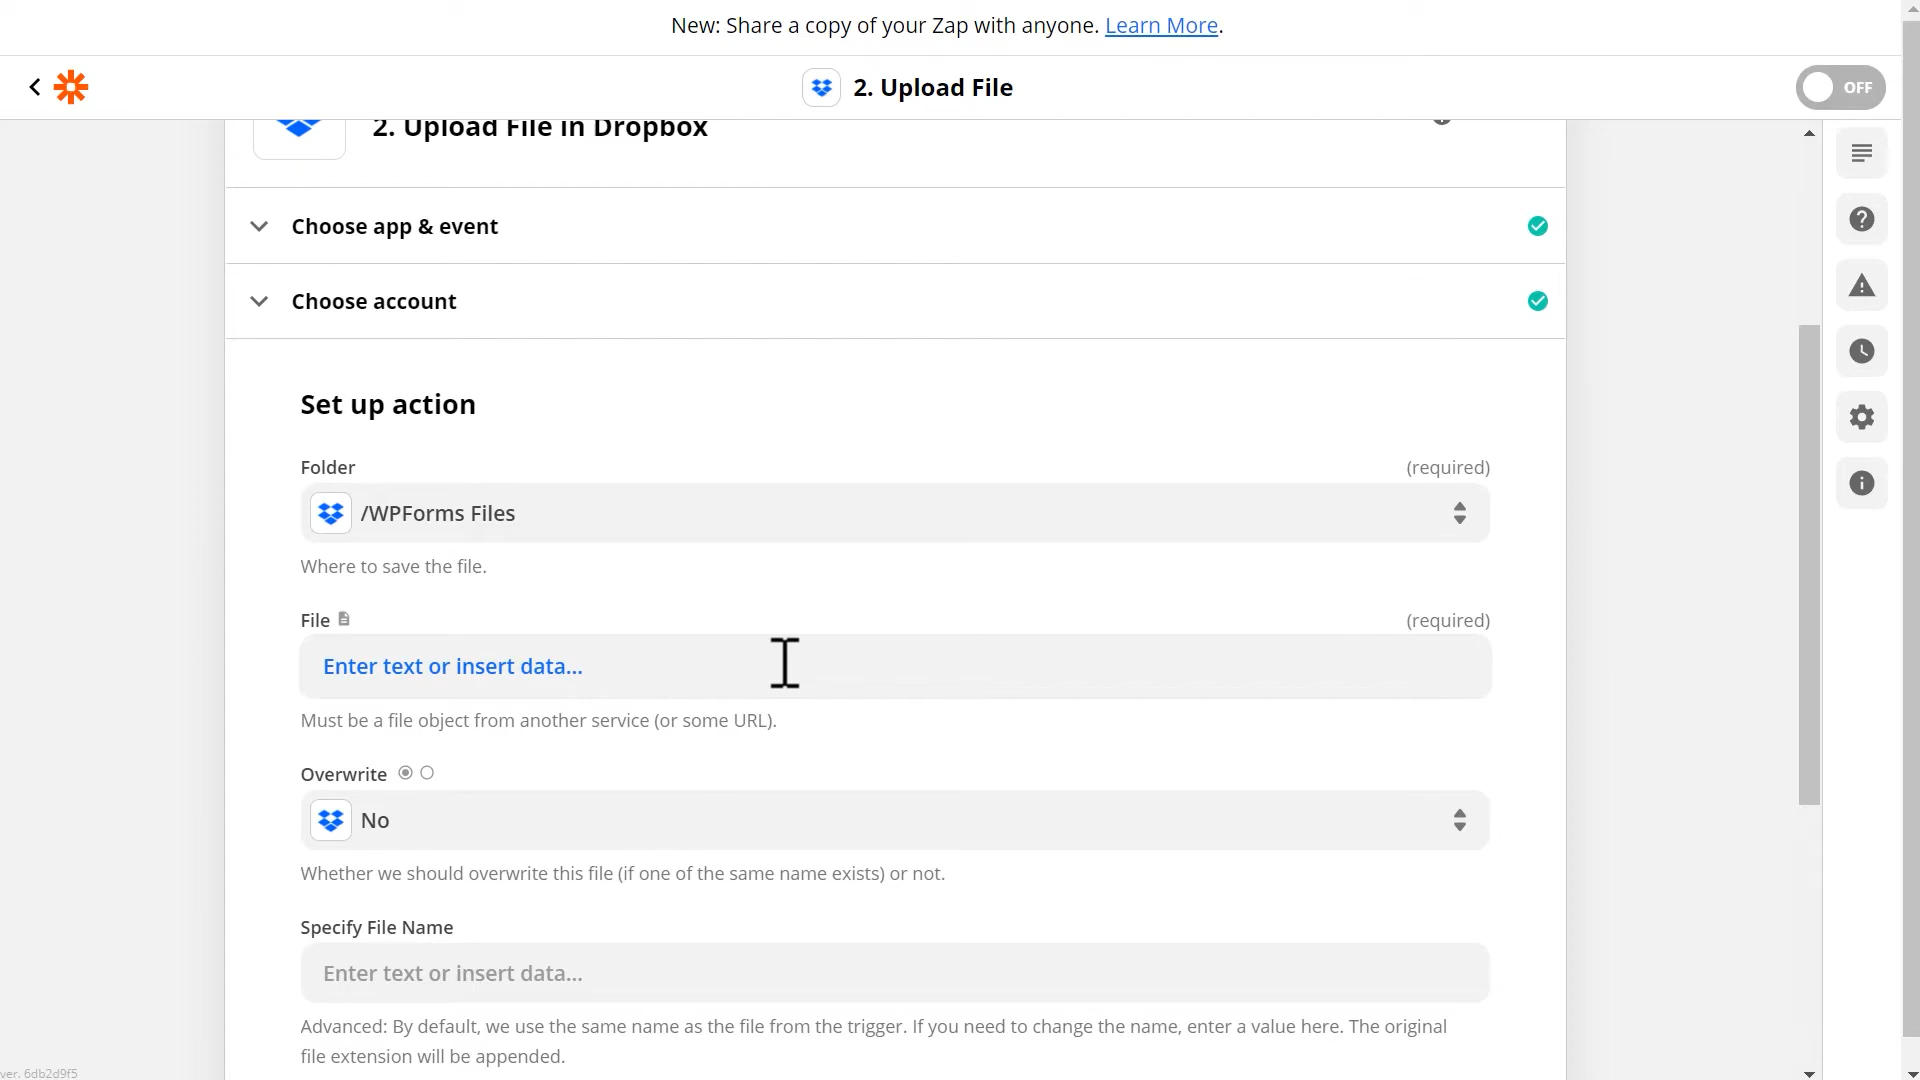 New: Share a copy of your Zap with anyone. Learn More.
2. Upload File
OFF
2. Upload File in Dropbox
Choose app & event
Choose account
Set up action
Folder (required)
/WPForms Files
Where to save the file.
File (required)
Enter text or insert data...
Must be a file object from another service (or some URL).
Overwrite
No
Whether we should overwrite this file (if one of the same name exists) or not.
Specify File Name
Enter text or insert data...
Advanced: By default, we use the same name as the file from the trigger. If you need to change the name, enter a value here. The original
file extension will be appended.
ver. 6db2d9f5